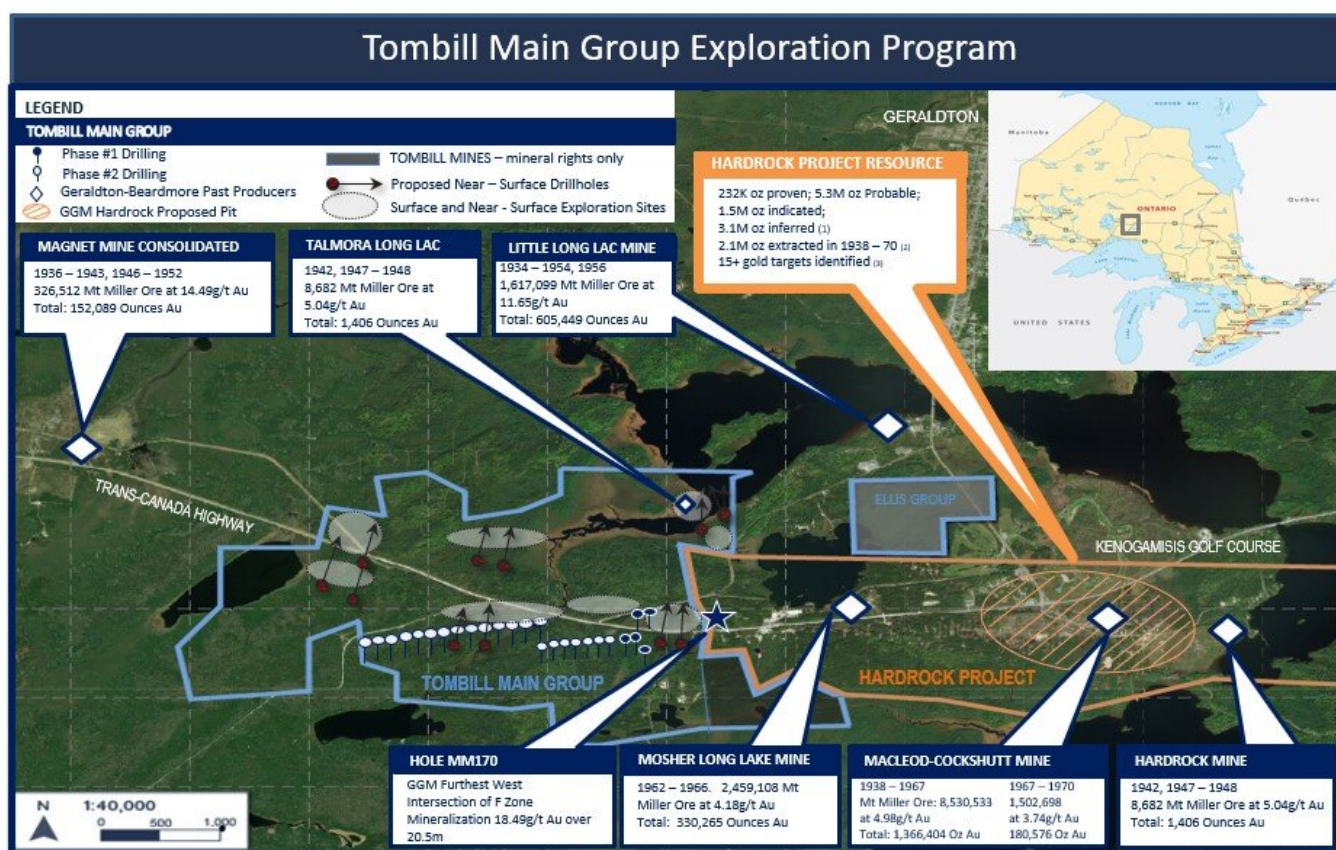 Tombill Main Group Exploration Program
LEGEND
TOMBILL MAIN GROUP
Phase #1 Drilling
Phase #2 Drilling
Geraldton-Beardmore Past Producers
GGM Hardrock Proposed Pit
TOMBILL MINES – mineral rights only
Proposed Near – Surface Drillholes
Surface and Near - Surface Exploration Sites
GERALDTON
HARDROCK PROJECT RESOURCE
232K oz proven; 5.3M oz Probable;
1.5M oz indicated;
3.1M oz inferred (1)
2.1M oz extracted in 1938 – 70 (2)
15+ gold targets identified (3)
HUDSON BAY
Manitoba
ONTARIO
Québec
UNITED STATES
MAGNET MINE CONSOLIDATED
1936 – 1943, 1946 – 1952
326,512 Mt Miller Ore at 14.49g/t Au
Total: 152,089 Ounces Au
TALMORA LONG LAC
1942, 1947 – 1948
8,682 Mt Miller Ore at
5.04g/t Au
Total: 1,406 Ounces Au
LITTLE LONG LAC MINE
1934 – 1954, 1956
1,617,099 Mt Miller Ore at
11.65g/t Au
Total: 605,449 Ounces Au
TRANS-CANADA HIGHWAY
ELLIS GROUP
KENOGAMISIS GOLF COURSE
TOMBILL MAIN GROUP
HARDROCK PROJECT
HOLE MM170
GGM Furthest West
Intersection of F Zone
Mineralization 18.49g/t Au over
20.5m
MOSHER LONG LAKE MINE
1962 – 1966. 2,459,108 Mt
Miller Ore at 4.18g/t Au
Total: 330,265 Ounces Au
MACLEOD-COCKSHUTT MINE
1938 – 1967
Mt Miller Ore: 8,530,533
at 4.98g/t Au
Total: 1,366,404 Oz Au
1967 – 1970
1,502,698
at 3.74g/t Au
180,576 Oz Au
HARDROCK MINE
1942, 1947 – 1948
8,682 Mt Miller Ore at 5.04g/t Au
Total: 1,406 Ounces Au
N
1:40,000
0 500 1,000